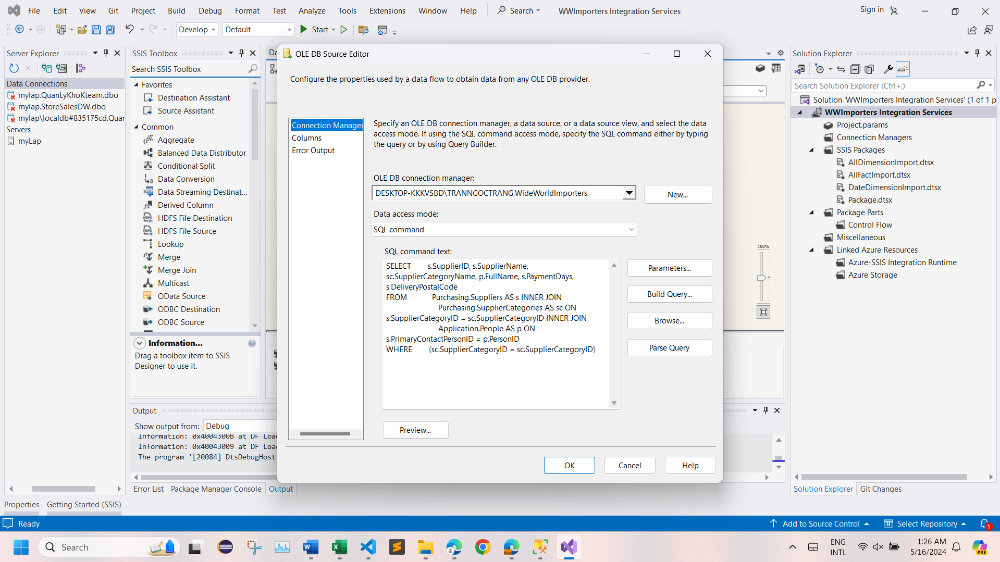 File Edit View Git Project Build Debug Format Test Analyze Tools Extensions Window Help Search WWImporters Integration Services Sign in
Develop Default Start
Server Explorer
Data Connections
mylap.QuanLyKhoKteam.dbo
mylap.StoreSalesDW.dbo
mylap\localdb#835175cd.Quar
Servers
myLap
SSIS Toolbox
Search SSIS Toolbox
Favorites
Destination Assistant
Source Assistant
Common
Aggregate
Balanced Data Distributor
Conditional Split
Data Conversion
Data Streaming Destinat...
Derived Column
HDFS File Destination
HDFS File Source
Lookup
Merge
Merge Join
Multicast
OData Source
ODBC Destination
ODBC Source
Information...
Drag a toolbox item to SSIS
Designer to use it.
Da
OLE DB Source Editor
Configure the properties used by a data flow to obtain data from any OLE DB provider.
Connection Manager
Columns
Error Output
Specify an OLE DB connection manager, a data source, or a data source view, and select the data
access mode. If using the SQL command access mode, specify the SQL command either by typing
the query or by using Query Builder.
OLE DB connection manager:
DESKTOP-KKKVSBD\TRANNGOCTRANG.WideWorldImporters
New...
Data access mode:
SQL command
SQL command text:
SELECT s.SupplierID, s.SupplierName,
sc.SupplierCategoryName, p.FullName, s.PaymentDays,
s.DeliveryPostalCode
FROM Purchasing.Suppliers AS s INNER JOIN
Purchasing.SupplierCategories AS sc ON
s.SupplierCategoryID = sc.SupplierCategoryID INNER JOIN
Application.People AS p ON
s.PrimaryContactPersonID = p.PersonID
WHERE (sc.SupplierCategoryID = sc.SupplierCategoryID)
Parameters...
Build Query...
Browse...
Parse Query
Preview...
OK Cancel Help
100%
Solution Explorer
Search Solution Explorer (Ctrl+;)
Solution 'WWImporters Integration Services' (1 of 1 p
WWImporters Integration Services
Project.params
Connection Managers
SSIS Packages
AllDimensionImport.dtsx
AllFactImport.dtsx
DateDimensionImport.dtsx
Package.dtsx
Package Parts
Control Flow
Miscellaneous
Linked Azure Resources
Azure-SSIS Integration Runtime
Azure Storage
Output
Show output from: Debug
Information: 0x4004300B at DF Loa
Information: 0x40043009 at DF Loa
The program '[20084] DtsDebugHost
Error List Package Manager Console Output
Solution Explorer Git Changes
Properties Getting Started (SSIS)
Ready Add to Source Control Select Repository 1
Search
ENG
INTL
1:26 AM
5/16/2024
PRE